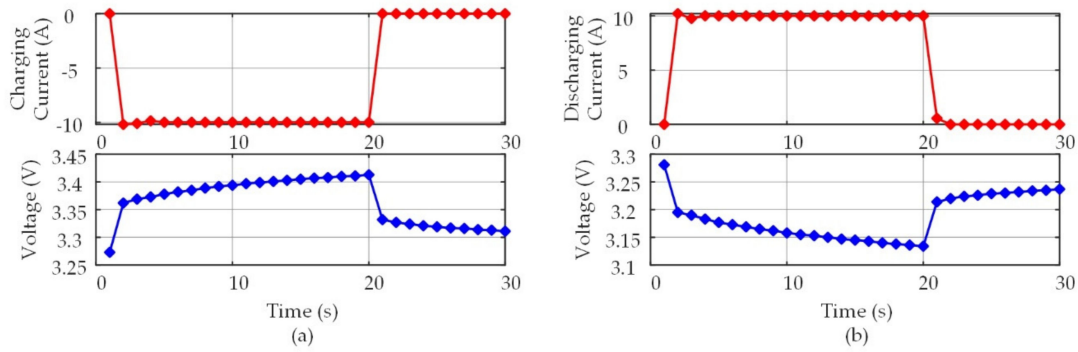 Charging
Current (A)
0
-5
-10
0 10 20 30
Voltage (V)
3.45
3.4
3.35
3.3
3.25
0 10 20 30
Time (s)
(a)
Discharging
Current (A)
10
5
0
0 10 20 30
Voltage (V)
3.3
3.25
3.2
3.15
3.1
0 10 20 30
Time (s)
(b)